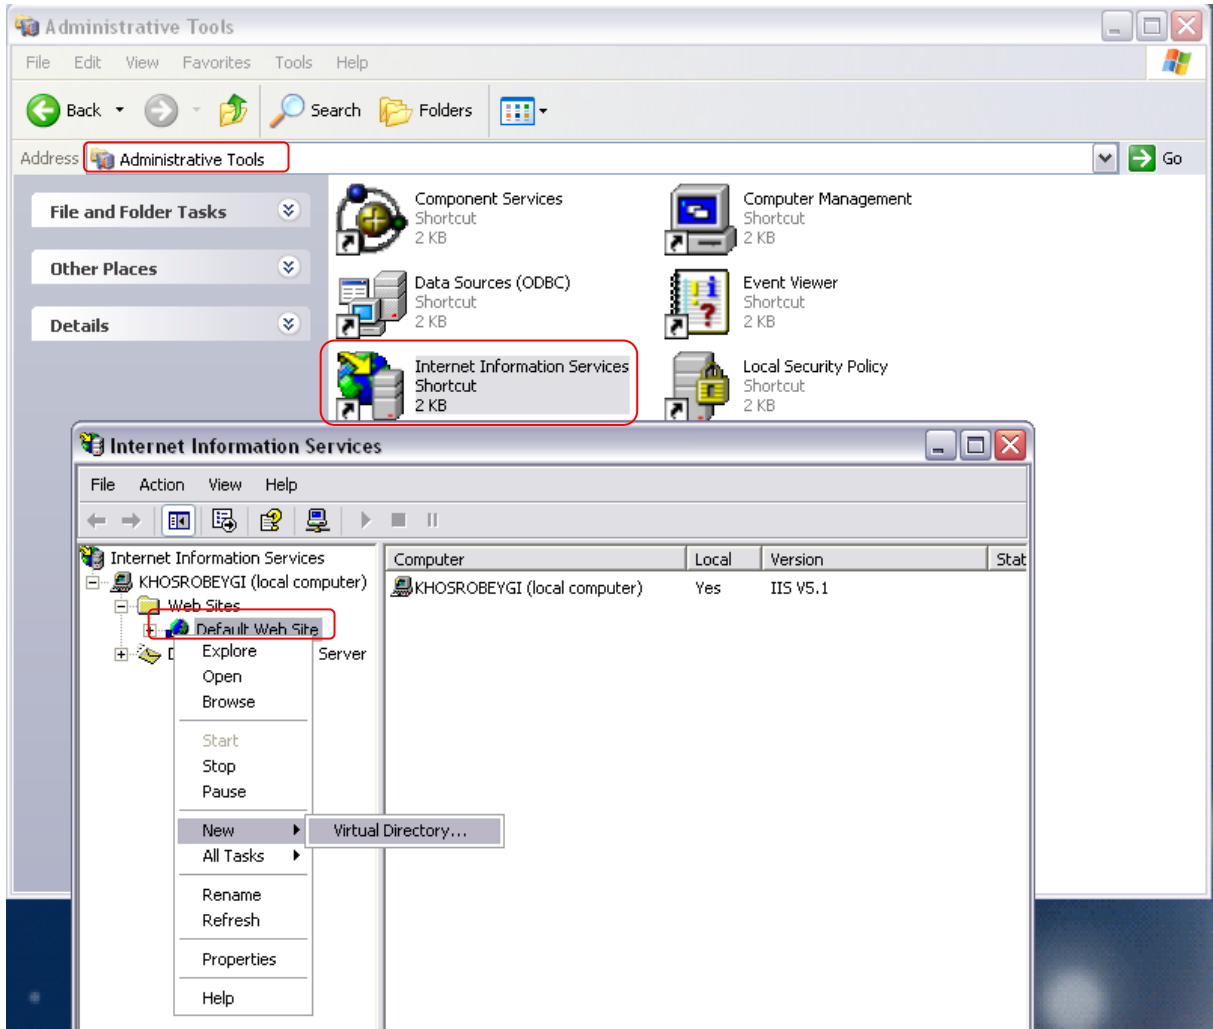 Administrative Tools
File Edit View Favorites Tools Help
Back Search Folders
Address Administrative Tools Go
File and Folder Tasks
Other Places
Details
Component Services
Shortcut
2 KB
Computer Management
Shortcut
2 KB
Data Sources (ODBC)
Shortcut
2 KB
Event Viewer
Shortcut
2 KB
Internet Information Services
Shortcut
2 KB
Local Security Policy
Shortcut
2 KB
Internet Information Services
File Action View Help
Internet Information Services
KHOSROBEYGI (local computer)
Web Sites
Default Web Site
Server
Computer Local Version Stat
KHOSROBEYGI (local computer) Yes IIS V5.1
Explore
Open
Browse
Start
Stop
Pause
New
Virtual Directory...
All Tasks
Rename
Refresh
Properties
Help